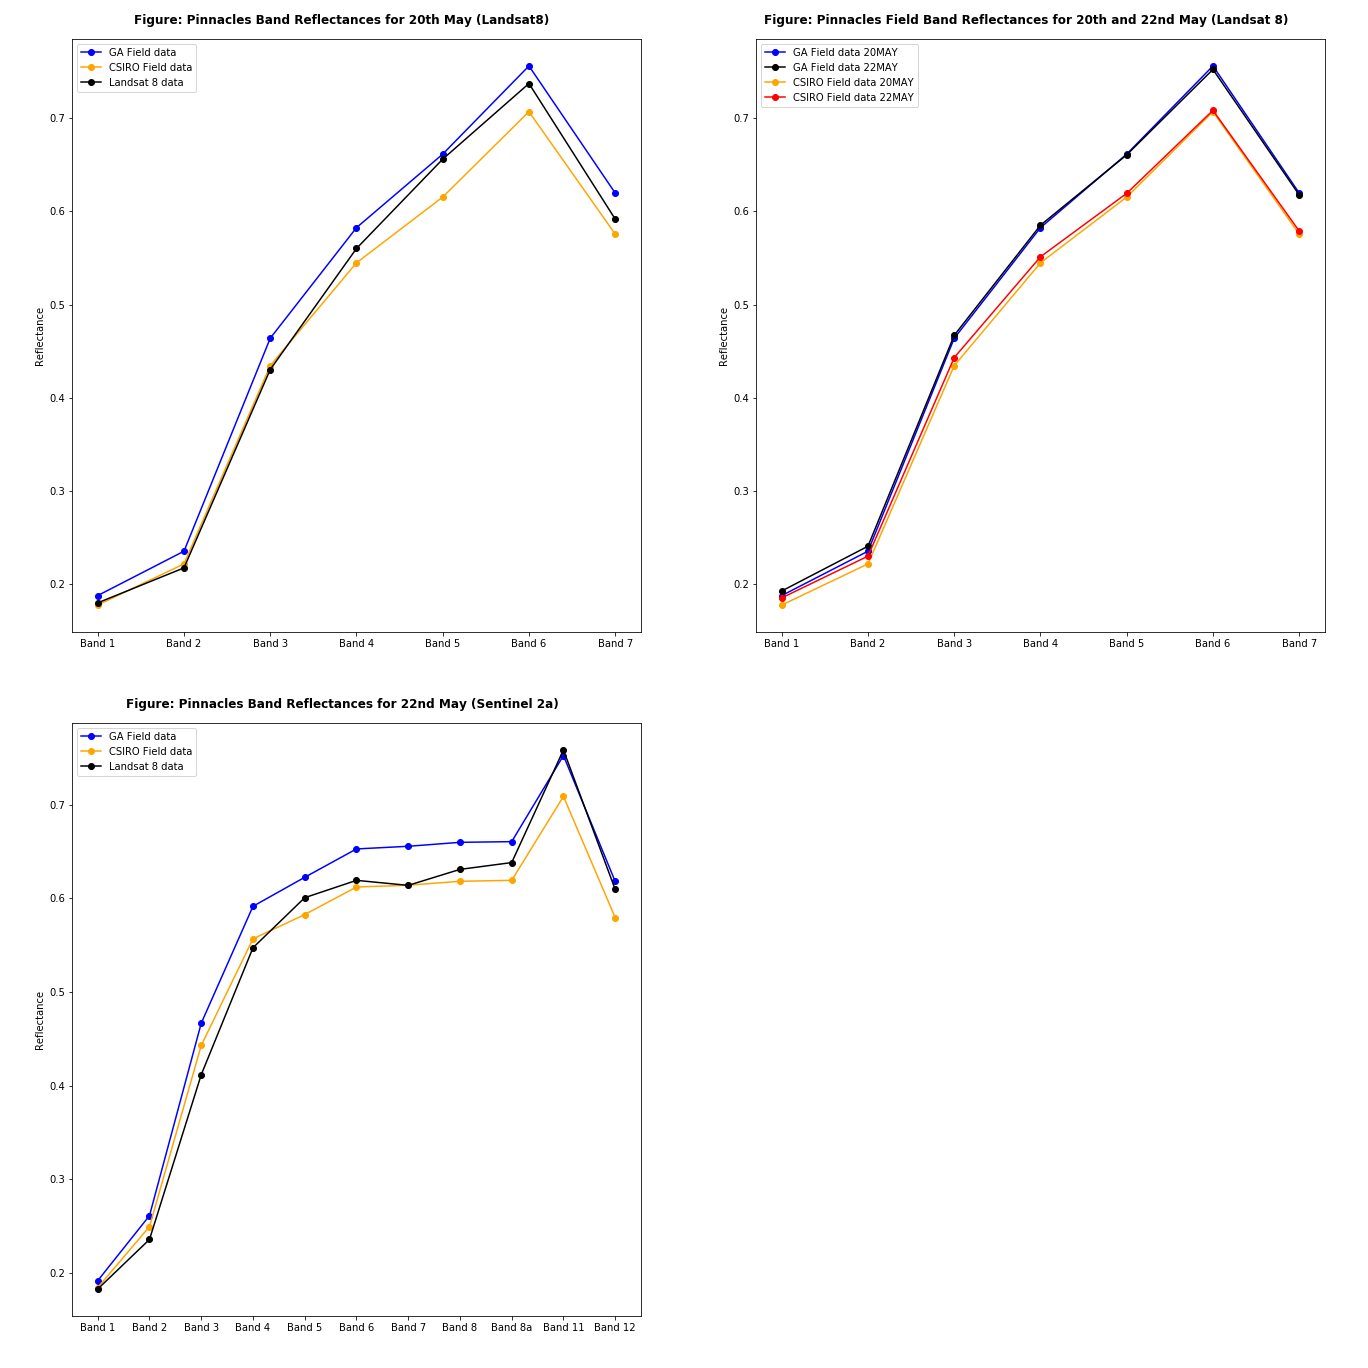 Figure: Pinnacles Band Reflectances for 20th May (Landsat8)
GA Field data
CSIRO Field data
Landsat 8 data
Reflectance
0.7
0.6
0.5
0.4
0.3
0.2
Band 1 Band 2 Band 3 Band 4 Band 5 Band 6 Band 7
Figure: Pinnacles Field Band Reflectances for 20th and 22nd May (Landsat 8)
GA Field data 20MAY
GA Field data 22MAY
CSIRO Field data 20MAY
CSIRO Field data 22MAY
Reflectance
0.7
0.6
0.5
0.4
0.3
0.2
Band 1 Band 2 Band 3 Band 4 Band 5 Band 6 Band 7
Figure: Pinnacles Band Reflectances for 22nd May (Sentinel 2a)
GA Field data
CSIRO Field data
Landsat 8 data
Reflectance
0.7
0.6
0.5
0.4
0.3
0.2
Band 1 Band 2 Band 3 Band 4 Band 5 Band 6 Band 7 Band 8 Band 8a Band 11 Band 12